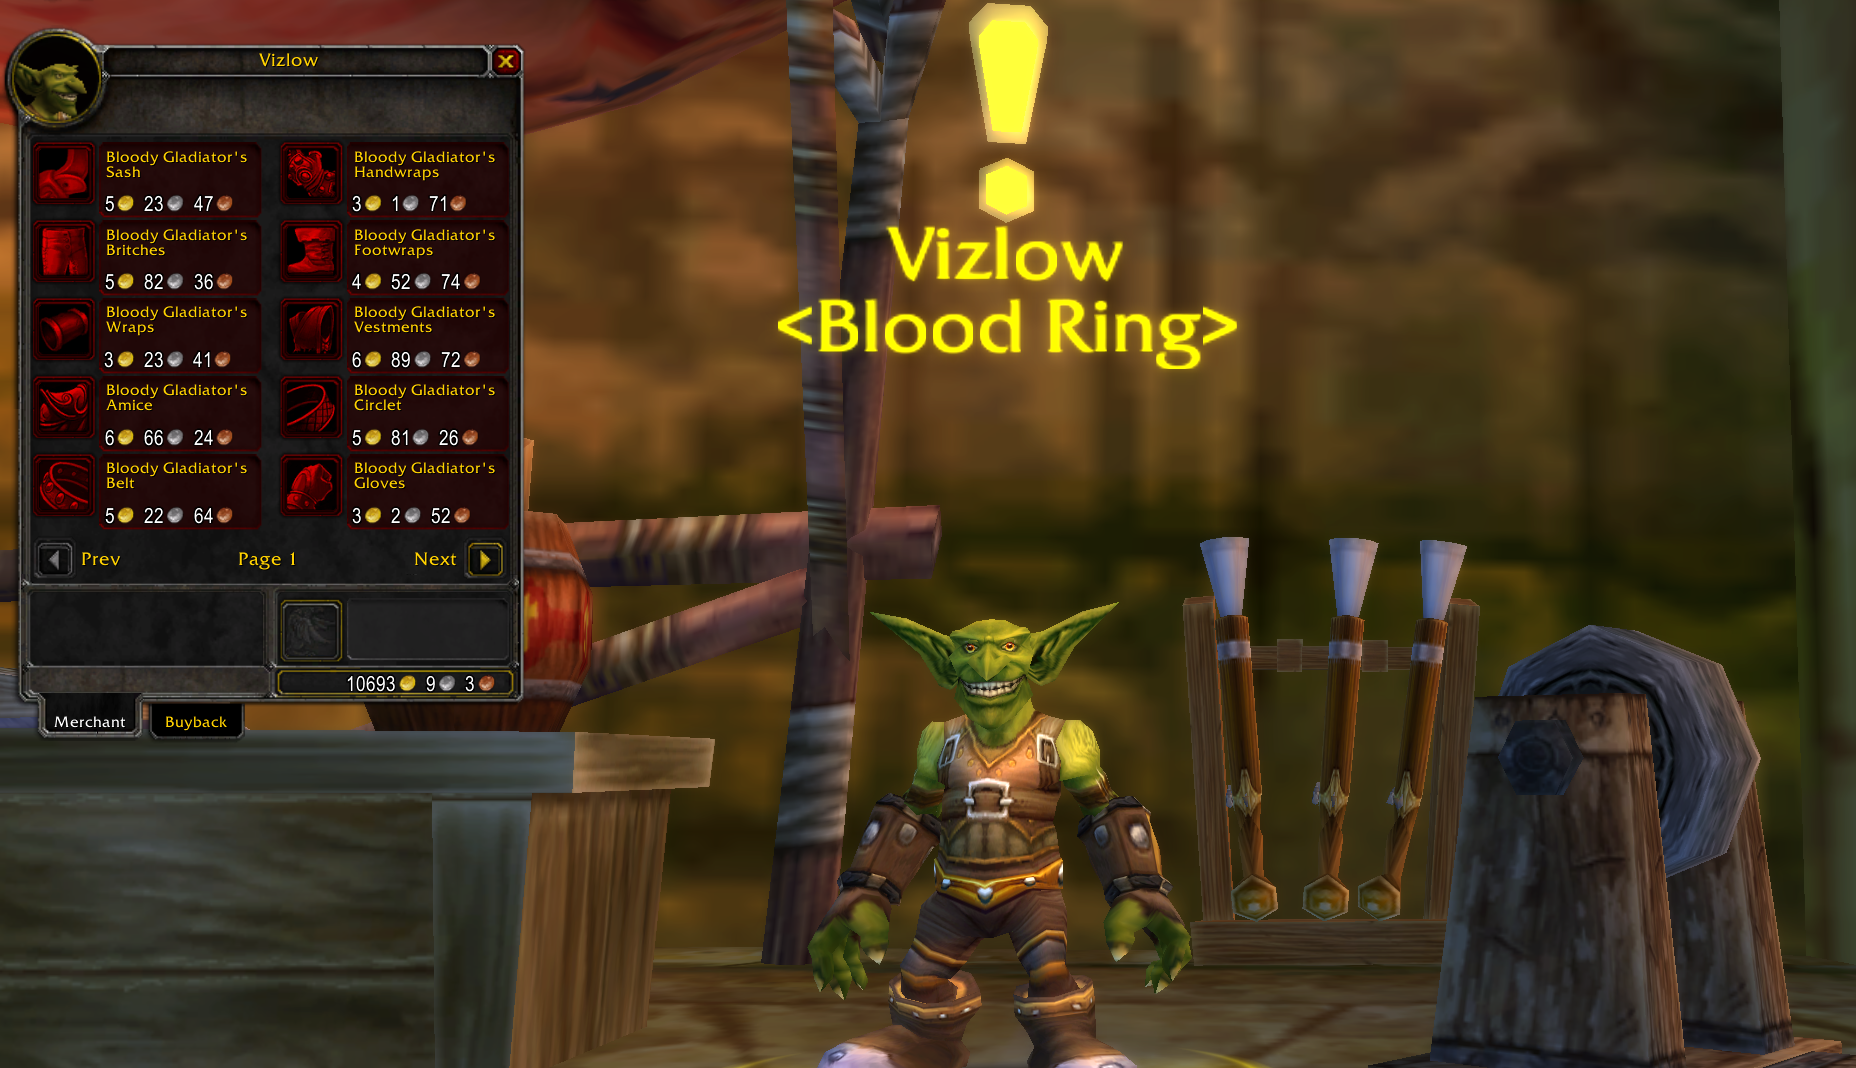 Vizlow
Bloody Gladiator's
Sash
5 23 47
Bloody Gladiator's
Handwraps
3 1 71
Bloody Gladiator's
Britches
5 82 36
Bloody Gladiator's
Footwraps
4 52 74
Bloody Gladiator's
Wraps
3 23 41
Bloody Gladiator's
Vestments
6 89 72
Bloody Gladiator's
Amice
6 66 24
Bloody Gladiator's
Circlet
5 81 26
Bloody Gladiator's
Belt
5 22 64
Bloody Gladiator's
Gloves
3 2 52
Prev Page 1 Next
10693 9 3
Merchant Buyback
Vizlow
<Blood Ring>